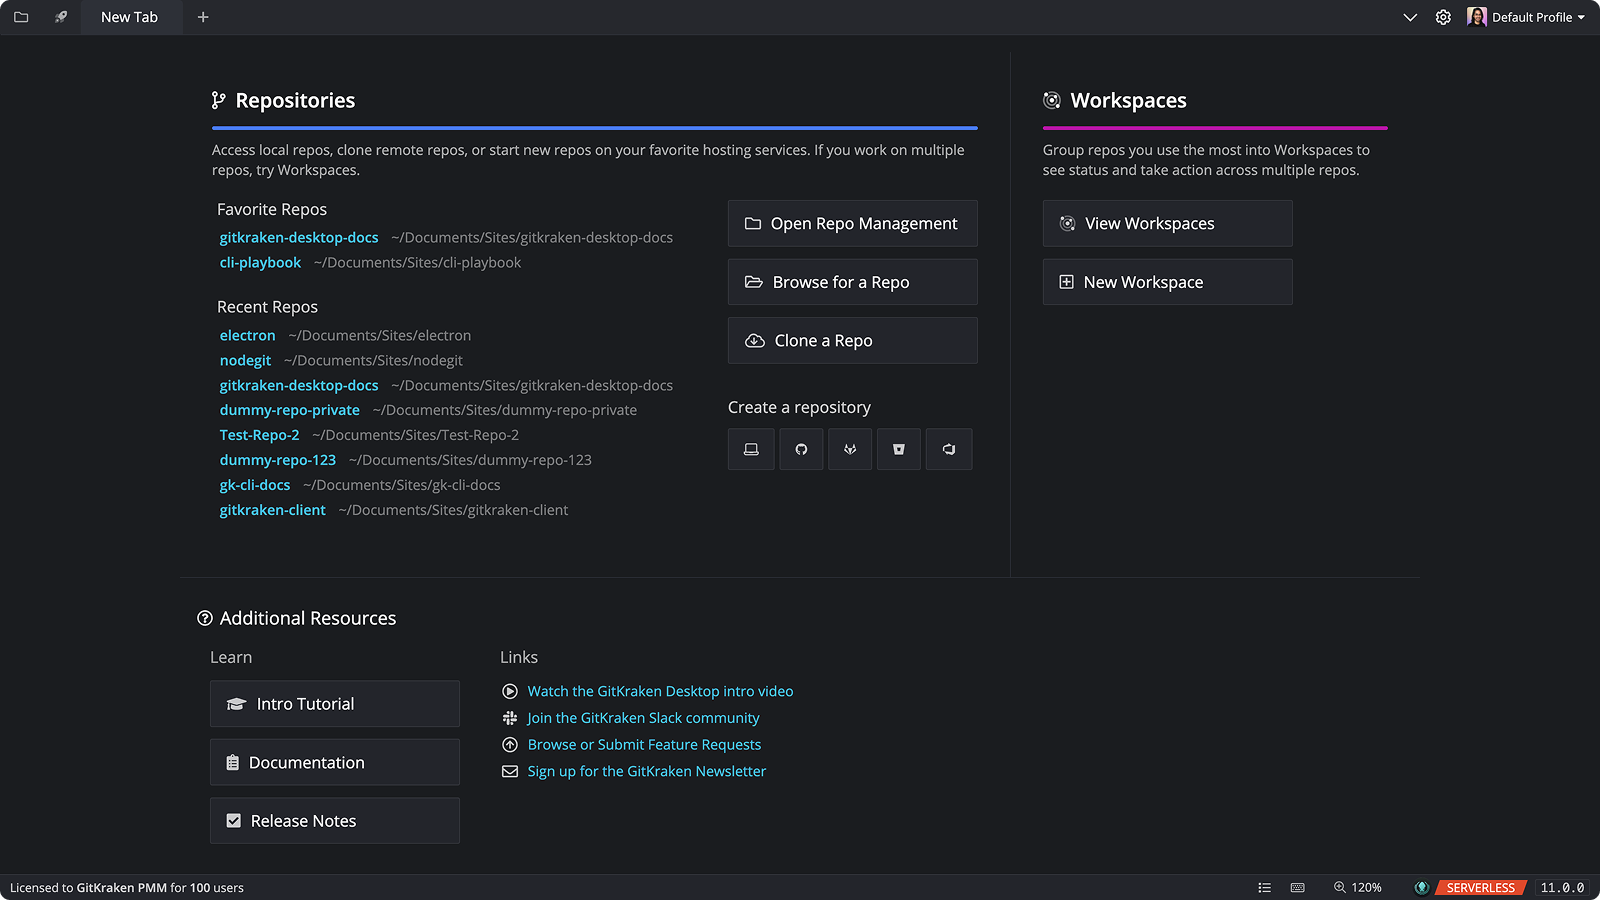 New Tab
Default Profile
Repositories
Access local repos, clone remote repos, or start new repos on your favorite hosting services. If you work on multiple
repos, try Workspaces.
Favorite Repos
gitkraken-desktop-docs ~/Documents/Sites/gitkraken-desktop-docs
cli-playbook ~/Documents/Sites/cli-playbook
Recent Repos
electron ~/Documents/Sites/electron
nodegit ~/Documents/Sites/nodegit
gitkraken-desktop-docs ~/Documents/Sites/gitkraken-desktop-docs
dummy-repo-private ~/Documents/Sites/dummy-repo-private
Test-Repo-2 ~/Documents/Sites/Test-Repo-2
dummy-repo-123 ~/Documents/Sites/dummy-repo-123
gk-cli-docs ~/Documents/Sites/gk-cli-docs
gitkraken-client ~/Documents/Sites/gitkraken-client
Open Repo Management
Browse for a Repo
Clone a Repo
Create a repository
Workspaces
Group repos you use the most into Workspaces to
see status and take action across multiple repos.
View Workspaces
New Workspace
Additional Resources
Learn
Intro Tutorial
Documentation
Release Notes
Links
Watch the GitKraken Desktop intro video
Join the GitKraken Slack community
Browse or Submit Feature Requests
Sign up for the GitKraken Newsletter
Licensed to GitKraken PMM for 100 users
120%
SERVERLESS
11.0.0